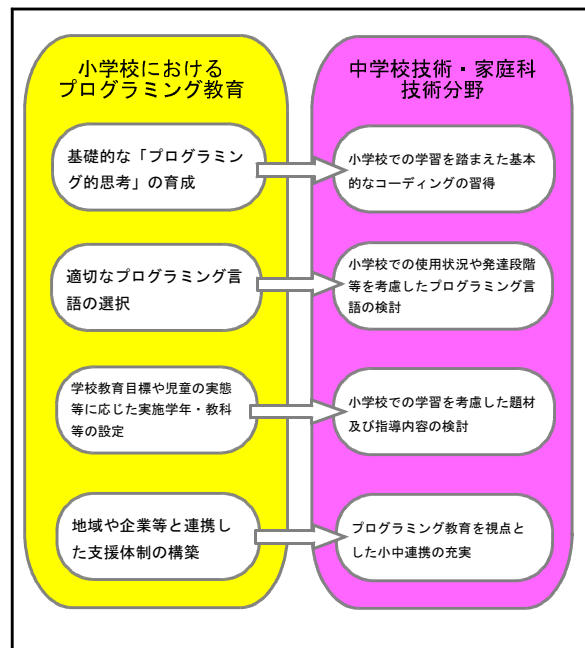 小学校における
プログラミング教育
基礎的な「プログラミン
グ的思考」の育成
適切なプログラミング言
語の選択
学校教育目標や児童の実態
等に応じた実施学年・教科
等の設定
地域や企業等と連携し
た支援体制の構築
中学校技術・家庭科
技術分野
小学校での学習を踏まえた基本
的なコーディングの習得
小学校での使用状況や発達段階
等を考慮したプログラミング言
語の検討
小学校での学習を考慮した題材
及び指導内容の検討
プログラミング教育を視点と
した小中連携の充実